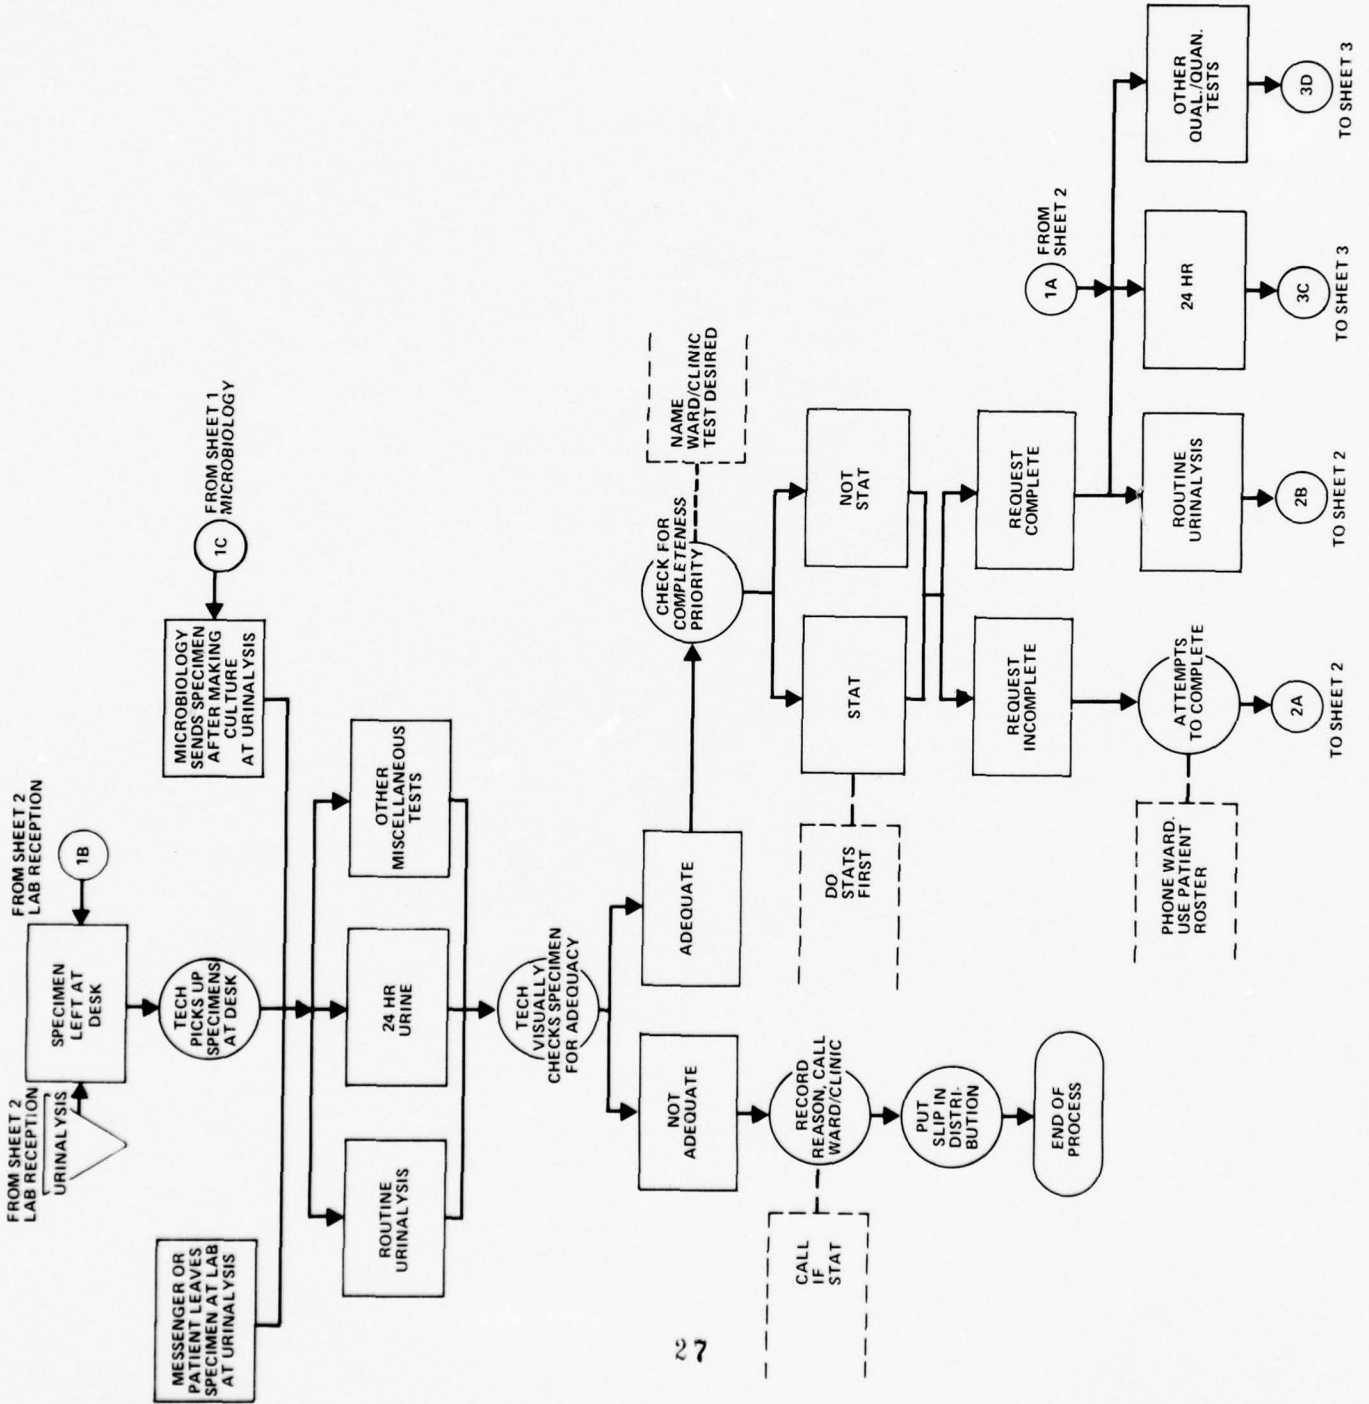 FROM SHEET 2
LAB RECEPTION
URINALYSIS
SPECIMEN
LEFT AT
DESK
FROM SHEET 2
LAB RECEPTION
1B
MESSENGER OR
PATIENT LEAVES
SPECIMEN AT LAB
AT URINALYSIS
TECH
PICKS UP
SPECIMENS
AT DESK
MICROBIOLOGY
SENDS SPECIMEN
AFTER MAKING
CULTURE
AT URINALYSIS
1C
FROM SHEET 1
MICROBIOLOGY
ROUTINE
URINALYSIS
24 HR
URINE
OTHER
MISCELLANEOUS
TESTS
TECH
VISUALLY
CHECKS SPECIMEN
FOR ADEQUACY
NOT
ADEQUATE
ADEQUATE
CHECK FOR
COMPLETENESS
PRIORITY
NAME
WARD/CLINIC
TEST DESIRED
CALL
IF
STAT
RECORD
REASON, CALL
WARD/CLINIC
DO
STATS
FIRST
STAT
NOT
STAT
PUT
SLIP IN
DISTRI-
BUTION
REQUEST
INCOMPLETE
REQUEST
COMPLETE
1A
FROM
SHEET 2
END OF
PROCESS
PHONE WARD.
USE PATIENT
ROSTER
ATTEMPTS
TO COMPLETE
ROUTINE
URINALYSIS
24 HR
OTHER
QUAL./QUAN.
TESTS
2A
2B
3C
3D
TO SHEET 2
TO SHEET 2
TO SHEET 3
TO SHEET 3
27